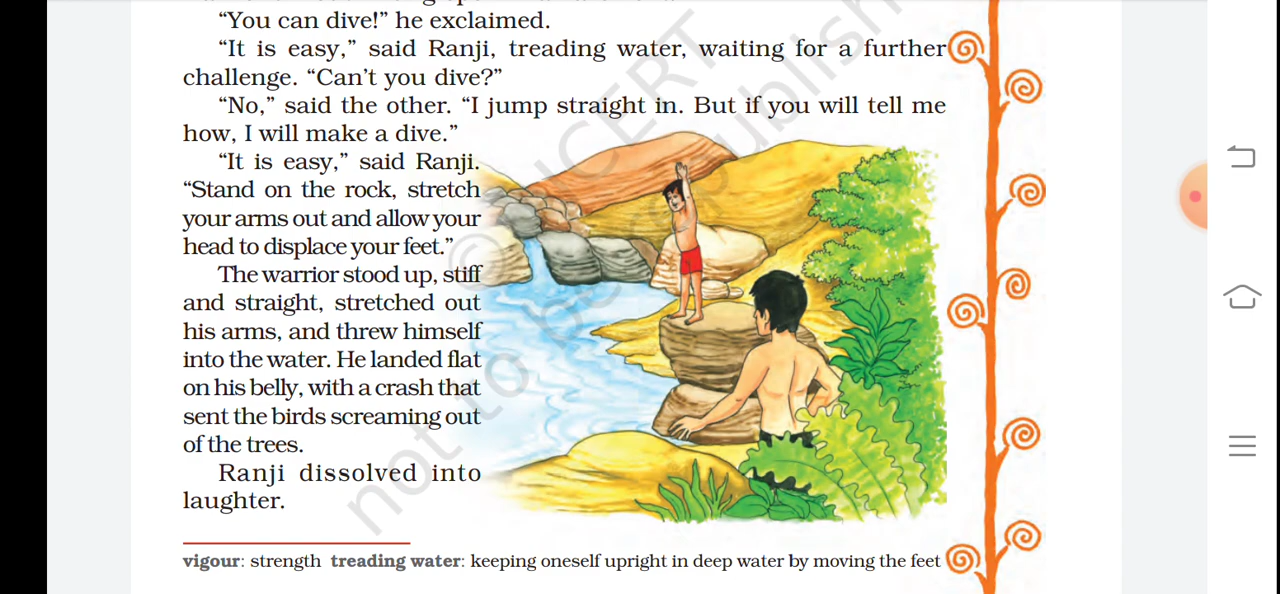 "You can dive!" he exclaimed.
"It is easy," said Ranji, treading water, waiting for a further
challenge. "Can't you dive?"
"No," said the other. "I jump straight in. But if you will tell me
how, I will make a dive."
"It is easy," said Ranji.
"Stand on the rock, stretch
your arms out and allow your
head to displace your feet."
The warrior stood up, stiff
and straight, stretched out
his arms, and threw himself
into the water. He landed flat
on his belly, with a crash that
sent the birds screaming out
of the trees.
Ranji dissolved into
laughter.
vigour: strength treading water: keeping oneself upright in deep water by moving the feet
© NCERT
not to be republish